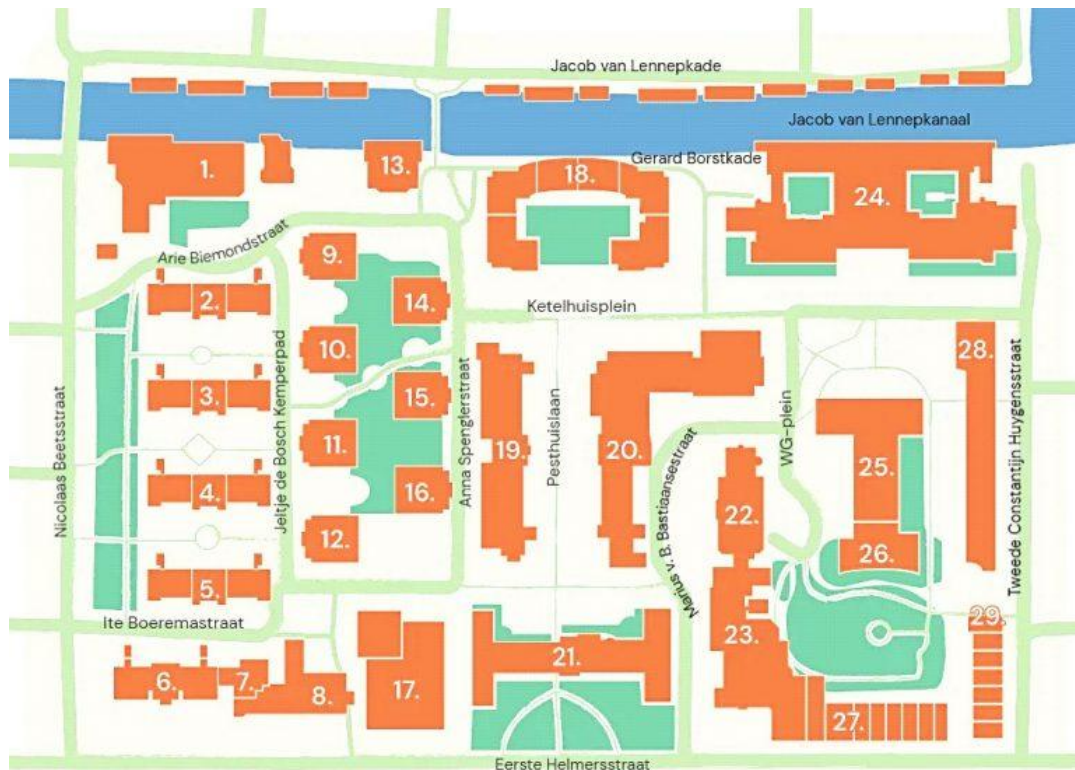 Jacob van Lennepkade
Jacob van Lennepkanaal
Gerard Borstkade
1.
13.
18.
24.
Arie Biemondstraat
9.
2.
14.
Ketelhuisplein
10.
3.
15.
28.
11.
4.
16.
19.
20.
25.
12.
5.
22.
26.
Nicolaas Beetsstraat
Jeltje de Bosch Kemperpad
Anna Spenglerstraat
Pesthuislaan
Marius v. B. Bastiaansestraat
WG-plein
Tweede Constantijn Huygensstraat
Ite Boeremastraat
29.
23.
21.
6.
7.
8.
17.
27.
Eerste Helmersstraat